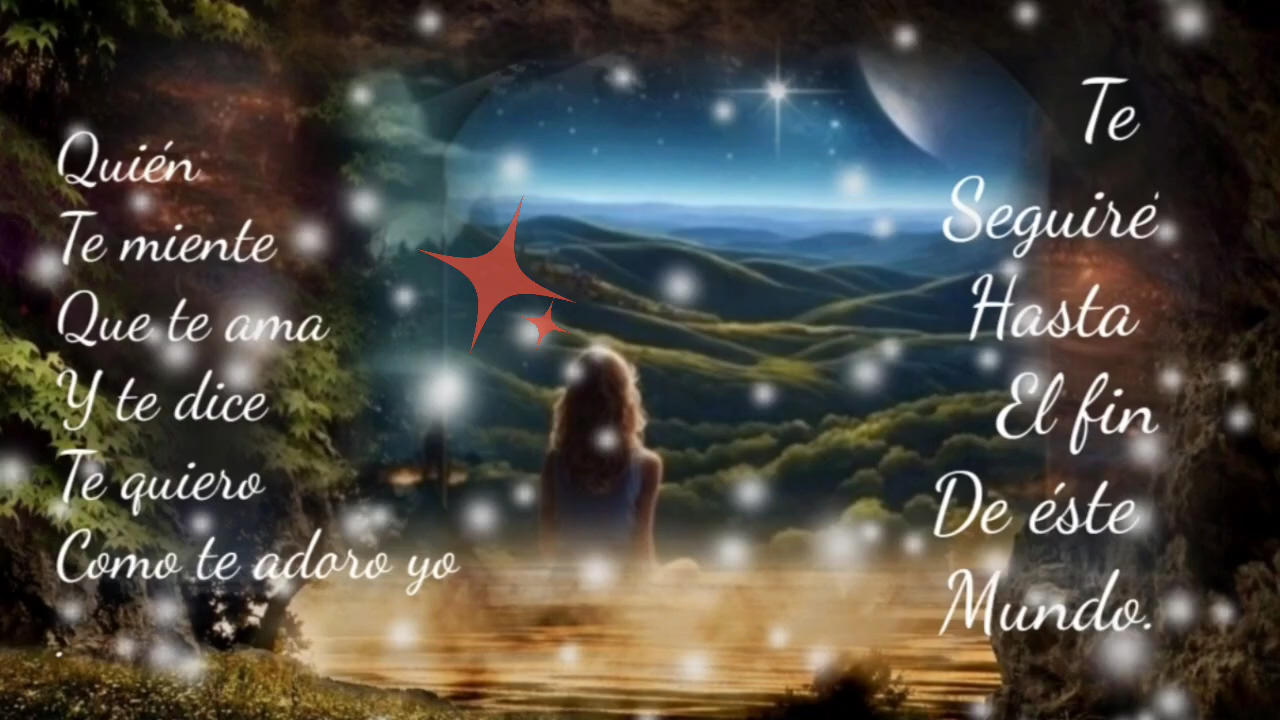 Quién
Te miente
Que te ama
Y te dice
Te quiero
Como te adoro yo
.
Te
Seguiré
Hasta
El fin
De éste
Mundo.